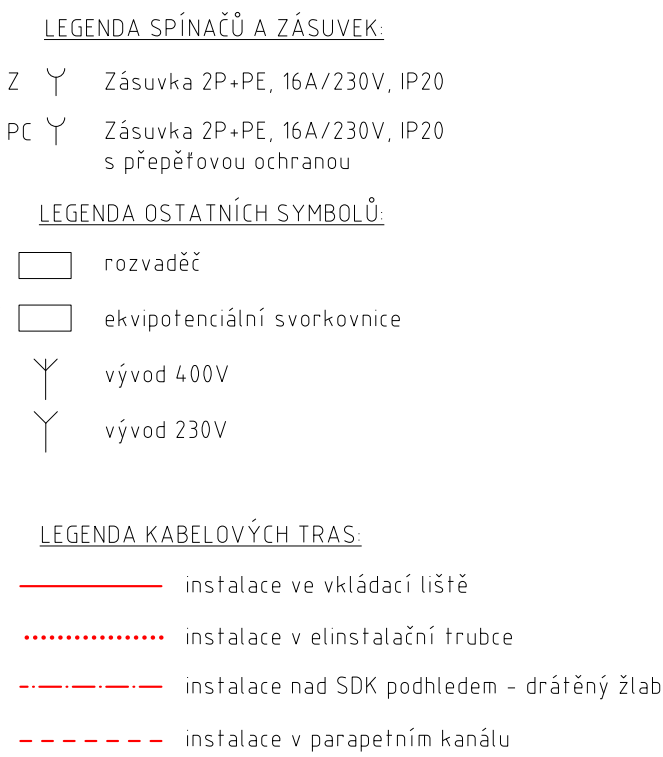 LEGENDA SPÍNAČŮ A ZÁSUVEK:
Z Zásuvka 2P+PE, 16A/230V, IP20
PC Zásuvka 2P+PE, 16A/230V, IP20
s přepěťovou ochranou
LEGENDA OSTATNÍCH SYMBOLŮ:
rozvaděč
ekvipotenciální svorkovnice
vývod 400V
vývod 230V
LEGENDA KABELOVÝCH TRAS:
instalace ve vkládací liště
instalace v elinstalační trubce
instalace nad SDK podhledem - drátěný žlab
instalace v parapetním kanálu